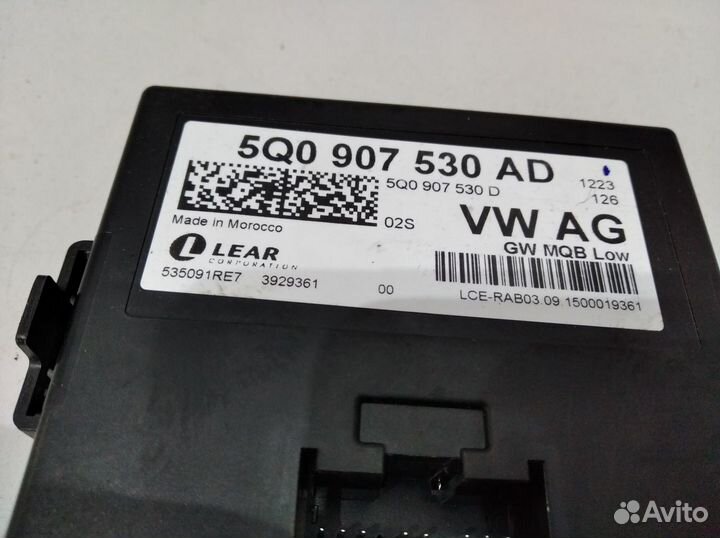 5Q0 907 530 AD
5Q0 907 530 D
1223
126
Made in Morocco
02S
VW AG
GW MQB Low
L LEAR
CORPORATION
535091RE7 3929361 00
LCE-RAB03.09.1500019361
Avito